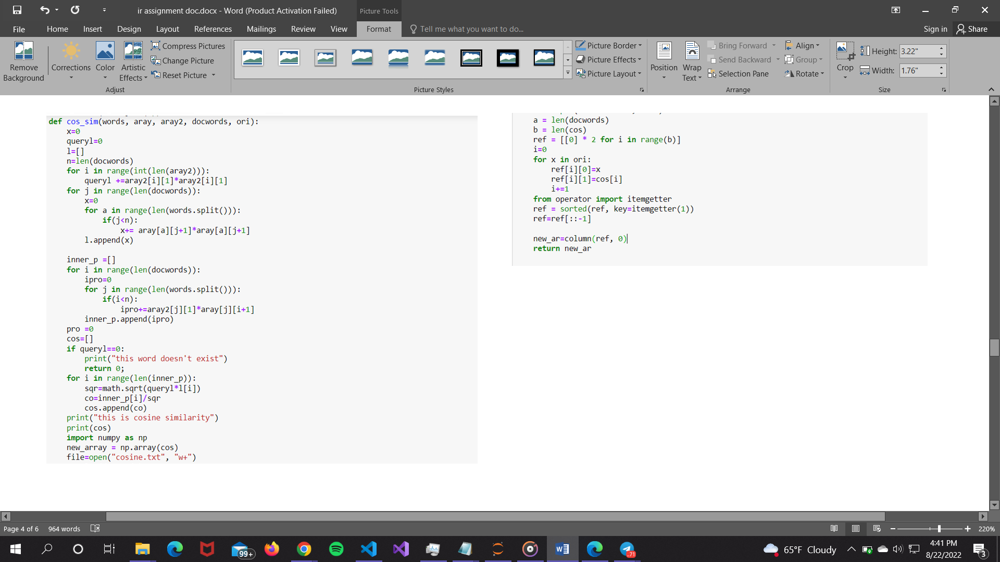 ir assignment doc.docx - Word (Product Activation Failed)
Picture Tools
File
Home
Insert
Design
Layout
References
Mailings
Review
View
Format
Tell me what you want to do...
Sign in
Share
Remove Background
Corrections
Color
Artistic Effects
Compress Pictures
Change Picture
Reset Picture
Adjust
Picture Styles
Picture Border
Picture Effects
Picture Layout
Position
Wrap Text
Bring Forward
Send Backward
Selection Pane
Align
Group
Rotate
Arrange
Crop
Height: 3.22"
Width: 1.76"
Size
def cos_sim(words, aray, aray2, docwords, ori):
    x=0
    queryl=0
    l=[]
    n=len(docwords)
    for i in range(int(len(aray2))):
        queryl +=aray2[i][1]*aray2[i][1]
    for j in range(len(docwords)):
        x=0
        for a in range(len(words.split())):
            if(j<n):
                x+= aray[a][j+1]*aray[a][j+1]
        l.append(x)
    inner_p =[]
    for i in range(len(docwords)):
        ipro=0
        for j in range(len(words.split())):
            if(i<n):
                ipro+=aray2[j][1]*aray[j][i+1]
        inner_p.append(ipro)
    pro =0
    cos=[]
    if queryl==0:
        print("this word doesn't exist")
        return 0;
    for i in range(len(inner_p)):
        sqr=math.sqrt(queryl*l[i])
        co=inner_p[i]/sqr
        cos.append(co)
    print("this is cosine similarity")
    print(cos)
    import numpy as np
    new_array = np.array(cos)
    file=open("cosine.txt", "w+")
    a = len(docwords)
    b = len(cos)
    ref = [[0] * 2 for i in range(b)]
    i=0
    for x in ori:
        ref[i][0]=x
        ref[i][1]=cos[i]
        i+=1
    from operator import itemgetter
    ref = sorted(ref, key=itemgetter(1))
    ref=ref[::-1]
    new_ar=column(ref, 0)
    return new_ar
Page 4 of 6
964 words
220%
99+
71
65°F Cloudy
4:41 PM
8/22/2022
3